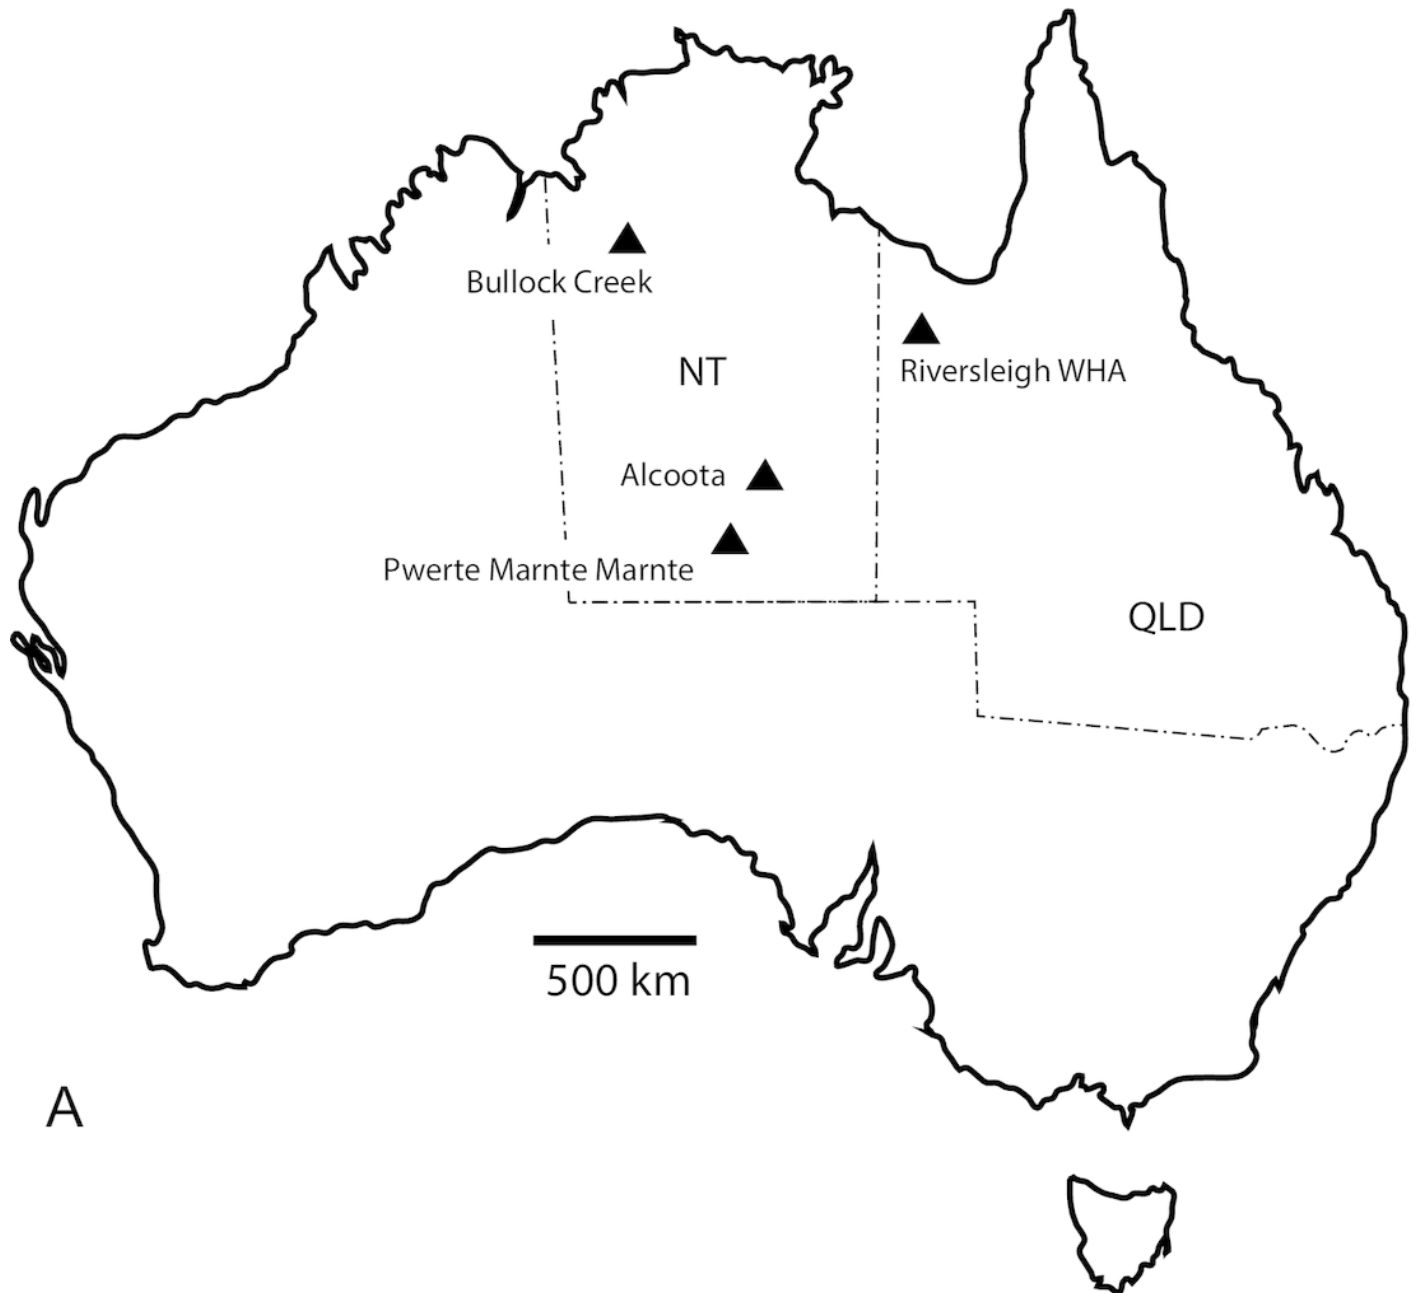 Bullock Creek
NT
Riversleigh WHA
Alcoota
Pwerte Marnte Marnte
QLD
500 km
A